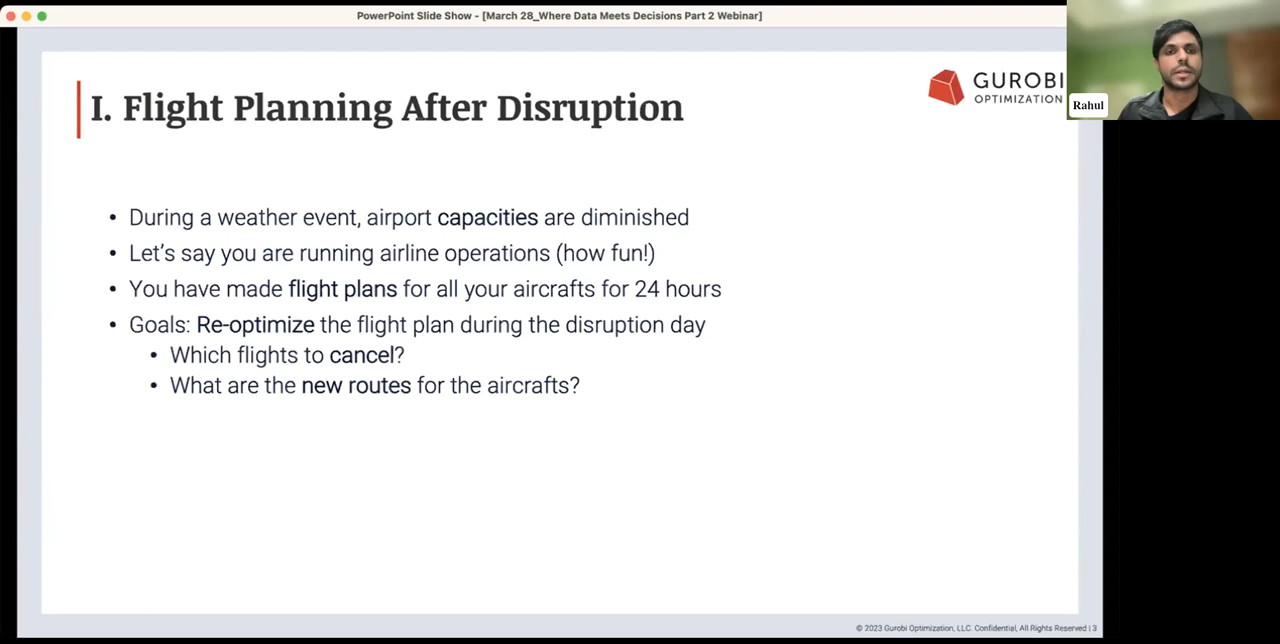 PowerPoint Slide Show - [March 28_Where Data Meets Decisions Part 2 Webinar]
I. Flight Planning After Disruption
GUROBI
OPTIMIZATION
Rahul
• During a weather event, airport capacities are diminished
• Let's say you are running airline operations (how fun!)
• You have made flight plans for all your aircrafts for 24 hours
• Goals: Re-optimize the flight plan during the disruption day
• Which flights to cancel?
• What are the new routes for the aircrafts?
© 2023 Gurobi Optimization, LLC. Confidential, All Rights Reserved | 3